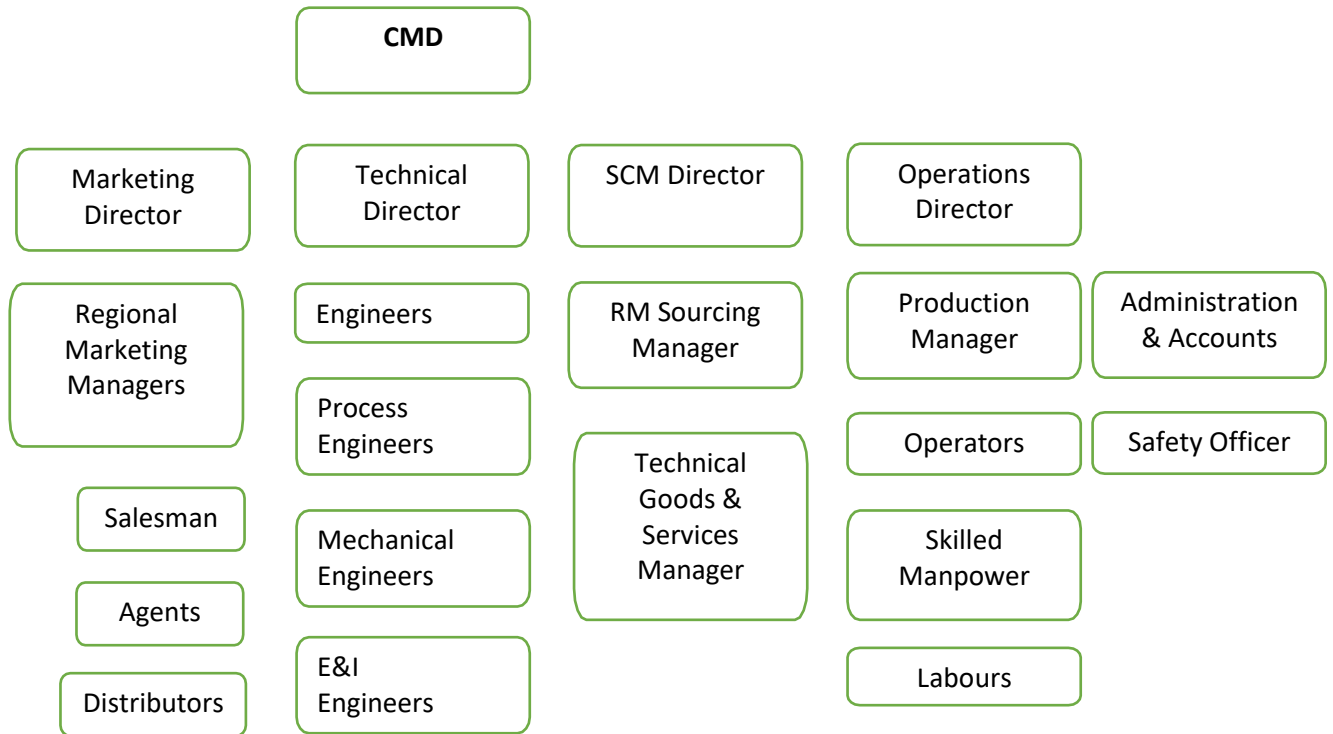 CMD
Marketing
Director
Technical
Director
SCM Director
Operations
Director
Regional
Marketing
Managers
Engineers
RM Sourcing
Manager
Production
Manager
Administration
& Accounts
Process
Engineers
Technical
Goods &
Services
Manager
Operators
Safety Officer
Salesman
Mechanical
Engineers
Skilled
Manpower
Agents
E&I
Engineers
Labours
Distributors